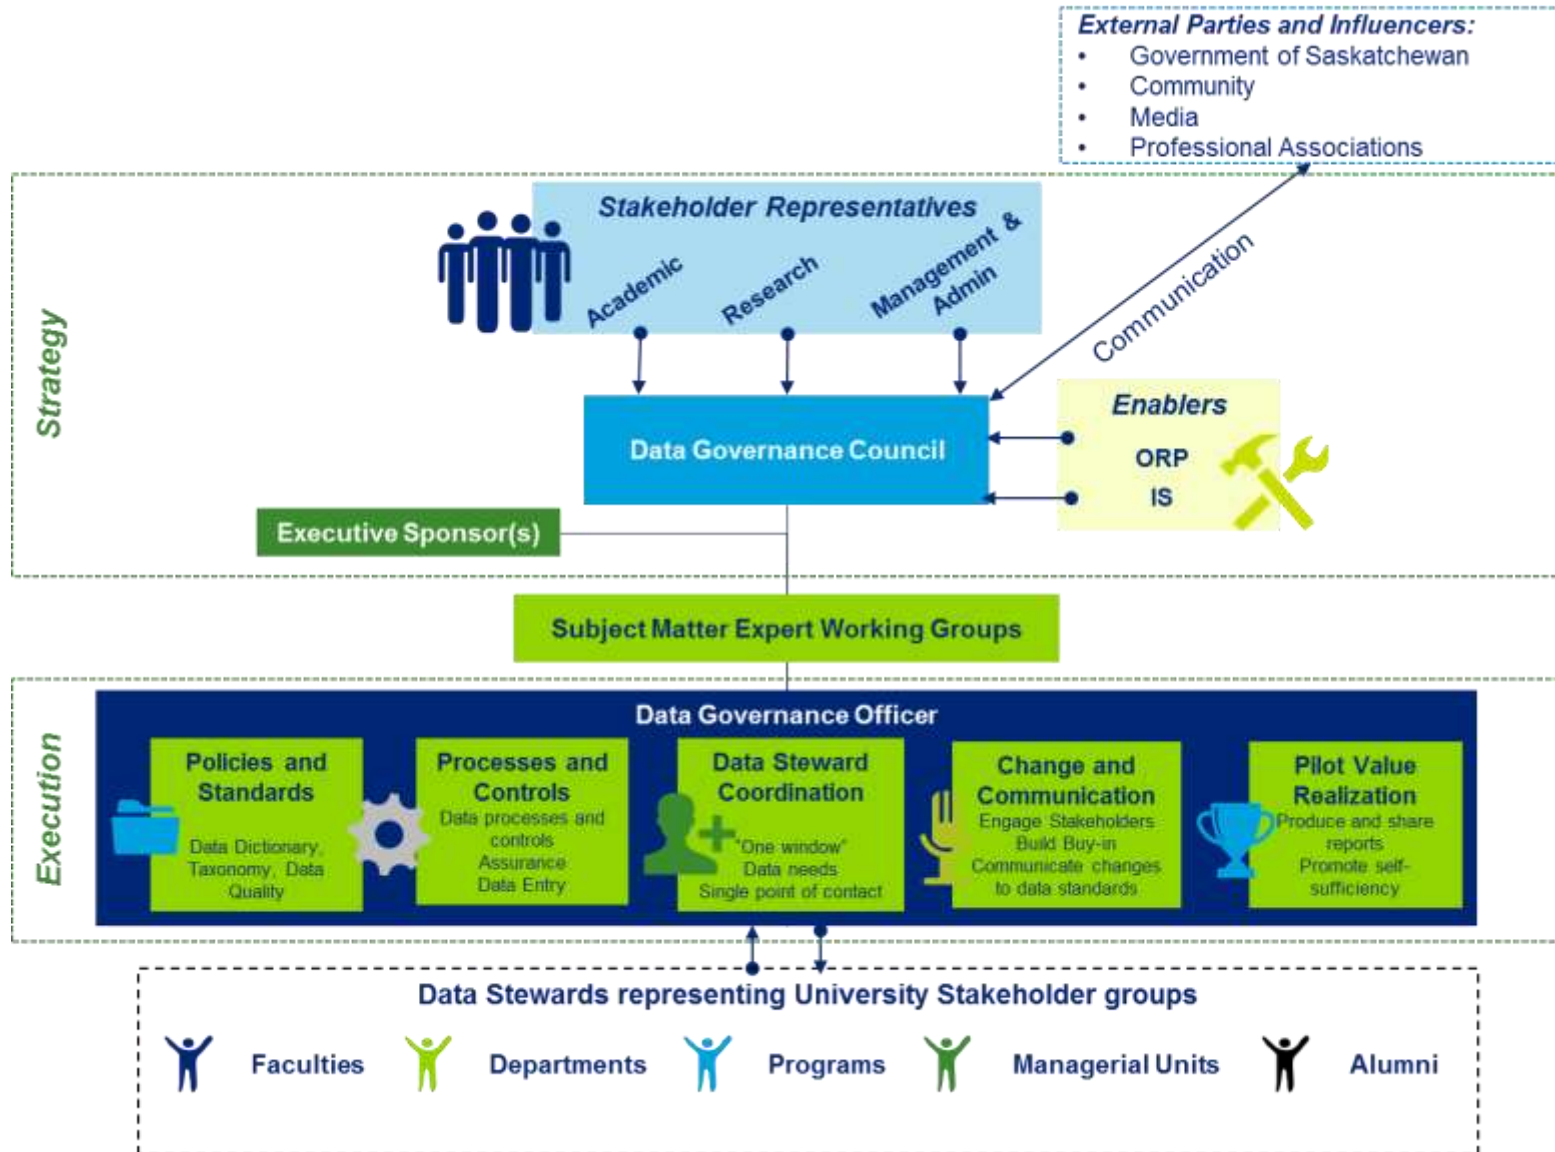 External Parties and Influencers:
• Government of Saskatchewan
• Community
• Media
• Professional Associations
Strategy
Stakeholder Representatives
Academic
Research
Management &
Admin
Communication
Data Governance Council
Enablers
ORP
IS
Executive Sponsor(s)
Subject Matter Expert Working Groups
Execution
Data Governance Officer
Policies and
Standards
Data Dictionary,
Taxonomy, Data
Quality
Processes and
Controls
Data processes and
controls
Assurance
Data Entry
Data Steward
Coordination
"One window"
Data needs
Single point of contact
Change and
Communication
Engage Stakeholders
Build Buy-in
Communicate changes
to data standards
Pilot Value
Realization
Produce and share
reports
Promote self-
sufficiency
Data Stewards representing University Stakeholder groups
Faculties
Departments
Programs
Managerial Units
Alumni